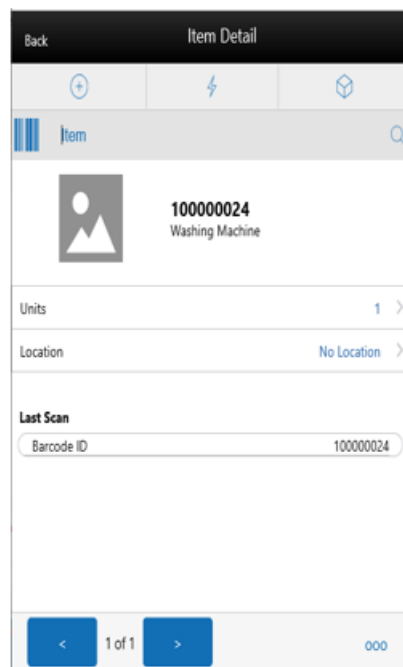 Back Item Detail
Item
100000024
Washing Machine
Units 1 >
Location No Location >
Last Scan
Barcode ID 100000024
< 1 of 1 > ooo